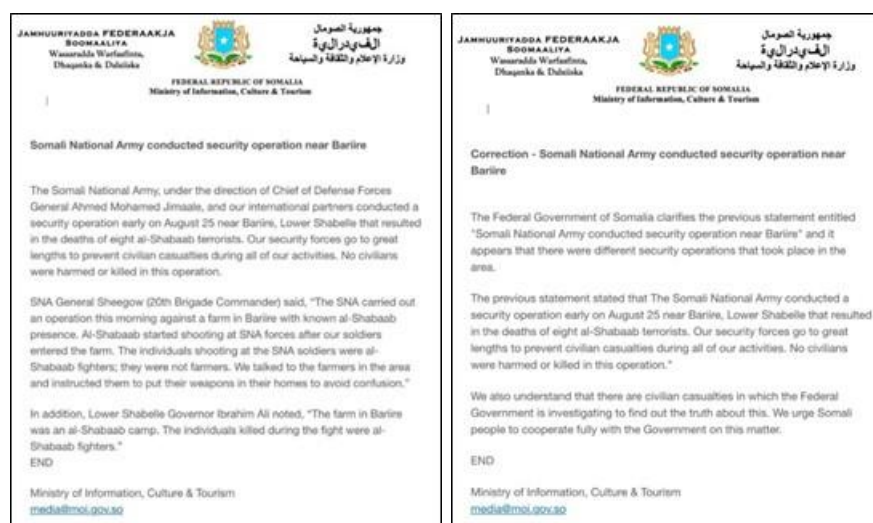 JAMHUURIYADDA FEDERAAKJA
SOOMAALIYA
Wasaaradda Warfaafinta,
Dhaqanka & Dalxiiska
جمهورية الصومال
الفيدرالية
وزارة الإعلام والثقافة والسياحة
FEDERAL REPUBLIC OF SOMALIA
Ministry of Information, Culture & Tourism
Somali National Army conducted security operation near Bariire
The Somali National Army, under the direction of Chief of Defense Forces
General Ahmed Mohamed Jimaale, and our international partners conducted a
security operation early on August 25 near Bariire, Lower Shabelle that resulted
in the deaths of eight al-Shabaab terrorists. Our security forces go to great
lengths to prevent civilian casualties during all of our activities. No civilians
were harmed or killed in this operation.
SNA General Sheegow (20th Brigade Commander) said, "The SNA carried out
an operation this morning against a farm in Bariire with known al-Shabaab
presence. Al-Shabaab started shooting at SNA forces after our soldiers
entered the farm. The individuals shooting at the SNA soldiers were al-
Shabaab fighters; they were not farmers. We talked to the farmers in the area
and instructed them to put their weapons in their homes to avoid confusion."
In addition, Lower Shabelle Governor Ibrahim Ali noted, "The farm in Bariire
was an al-Shabaab camp. The individuals killed during the fight were al-
Shabaab fighters."
END
Ministry of Information, Culture & Tourism
media@moi.gov.so
JAMHUURIYADDA FEDERAAKJA
SOOMAALIYA
Wasaaradda Warfaafinta,
Dhaqanka & Dalxiiska
جمهورية الصومال
الفيدرالية
وزارة الإعلام والثقافة والسياحة
FEDERAL REPUBLIC OF SOMALIA
Ministry of Information, Culture & Tourism
Correction - Somali National Army conducted security operation near
Bariire
The Federal Government of Somalia clarifies the previous statement entitled
"Somali National Army conducted security operation near Bariire" and it
appears that there were different security operations that took place in the
area.
The previous statement stated that The Somali National Army conducted a
security operation early on August 25 near Bariire, Lower Shabelle that resulted
in the deaths of eight al-Shabaab terrorists. Our security forces go to great
lengths to prevent civilian casualties during all of our activities. No civilians
were harmed or killed in this operation."
We also understand that there are civilian casualties in which the Federal
Government is investigating to find out the truth about this. We urge Somali
people to cooperate fully with the Government on this matter.
END
Ministry of Information, Culture & Tourism
media@moi.gov.so